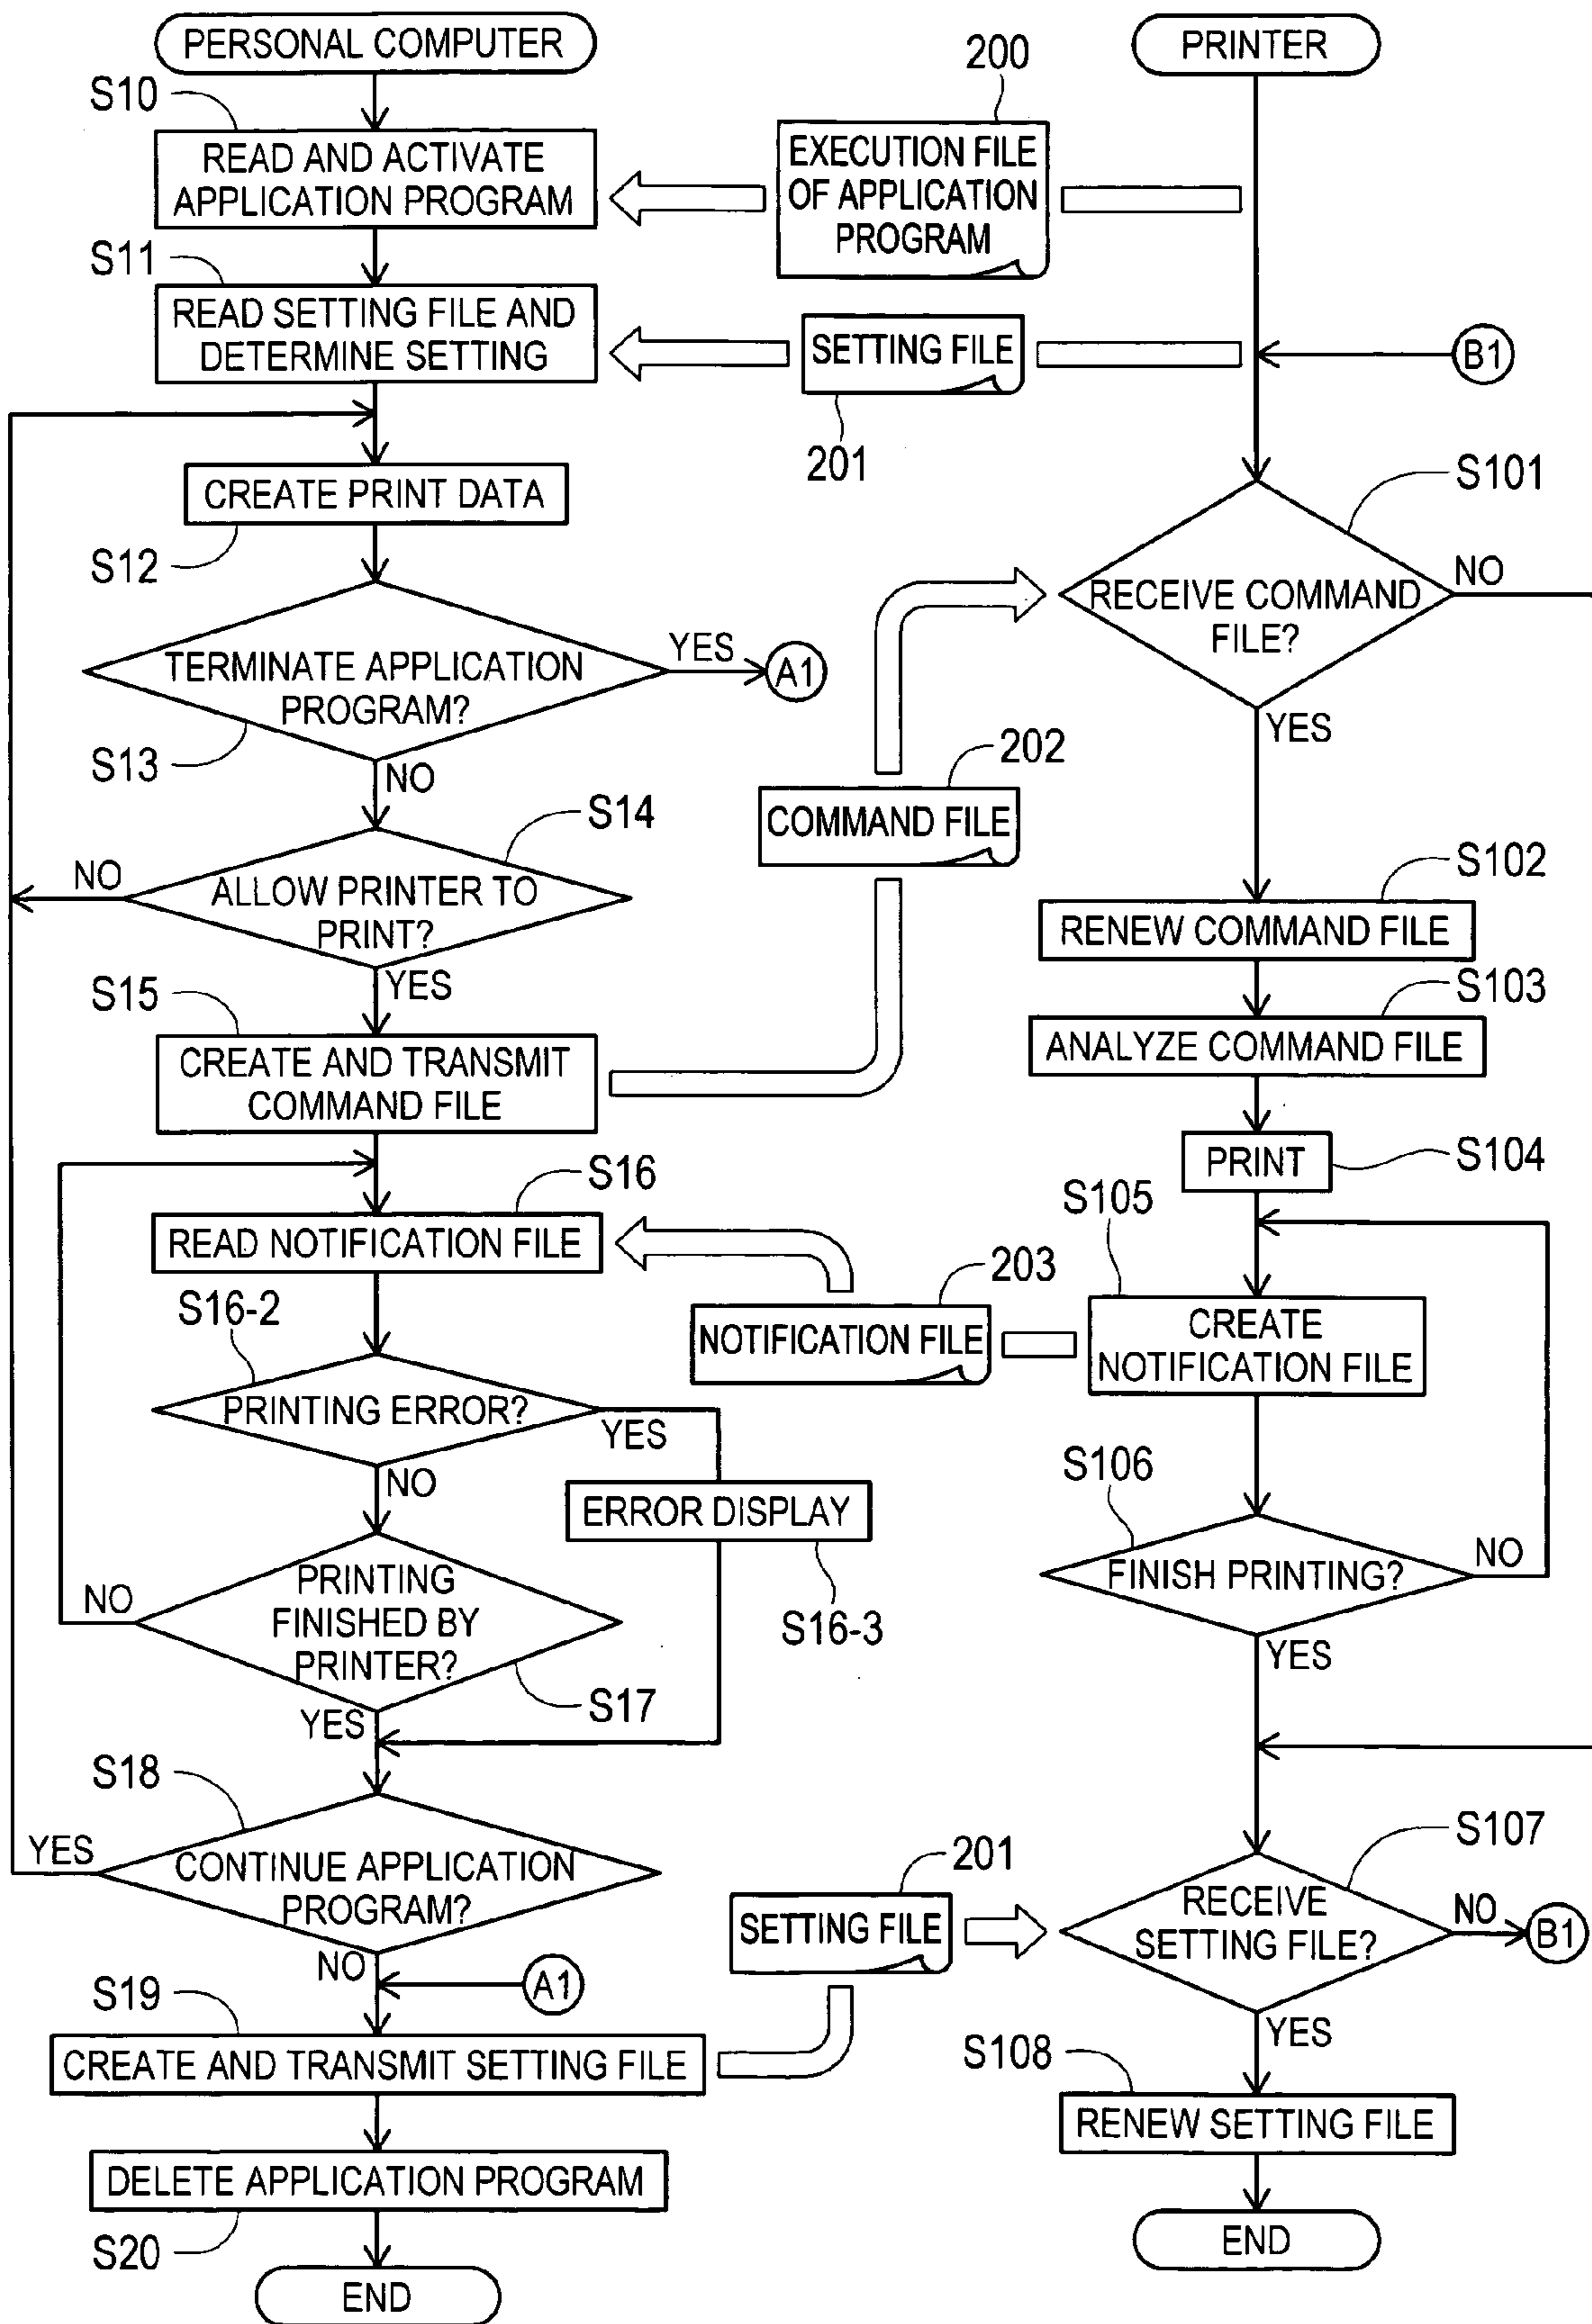 PERSONAL COMPUTER
S10
READ AND ACTIVATE
APPLICATION PROGRAM
S11
READ SETTING FILE AND
DETERMINE SETTING
CREATE PRINT DATA
S12
TERMINATE APPLICATION
PROGRAM?
S13
YES
A1
NO
S14
ALLOW PRINTER TO
PRINT?
NO
YES
S15
CREATE AND TRANSMIT
COMMAND FILE
S16
READ NOTIFICATION FILE
S16-2
PRINTING ERROR?
YES
NO
ERROR DISPLAY
S16-3
PRINTING
FINISHED BY
PRINTER?
NO
S17
YES
S18
CONTINUE APPLICATION
PROGRAM?
YES
NO
A1
S19
CREATE AND TRANSMIT SETTING FILE
DELETE APPLICATION PROGRAM
S20
END
200
EXECUTION FILE
OF APPLICATION
PROGRAM
SETTING FILE
201
202
COMMAND FILE
203
NOTIFICATION FILE
201
SETTING FILE
PRINTER
B1
S101
RECEIVE COMMAND
FILE?
NO
YES
S102
RENEW COMMAND FILE
S103
ANALYZE COMMAND FILE
PRINT
S104
S105
CREATE
NOTIFICATION FILE
S106
FINISH PRINTING?
NO
YES
S107
RECEIVE
SETTING FILE?
NO
B1
YES
S108
RENEW SETTING FILE
END